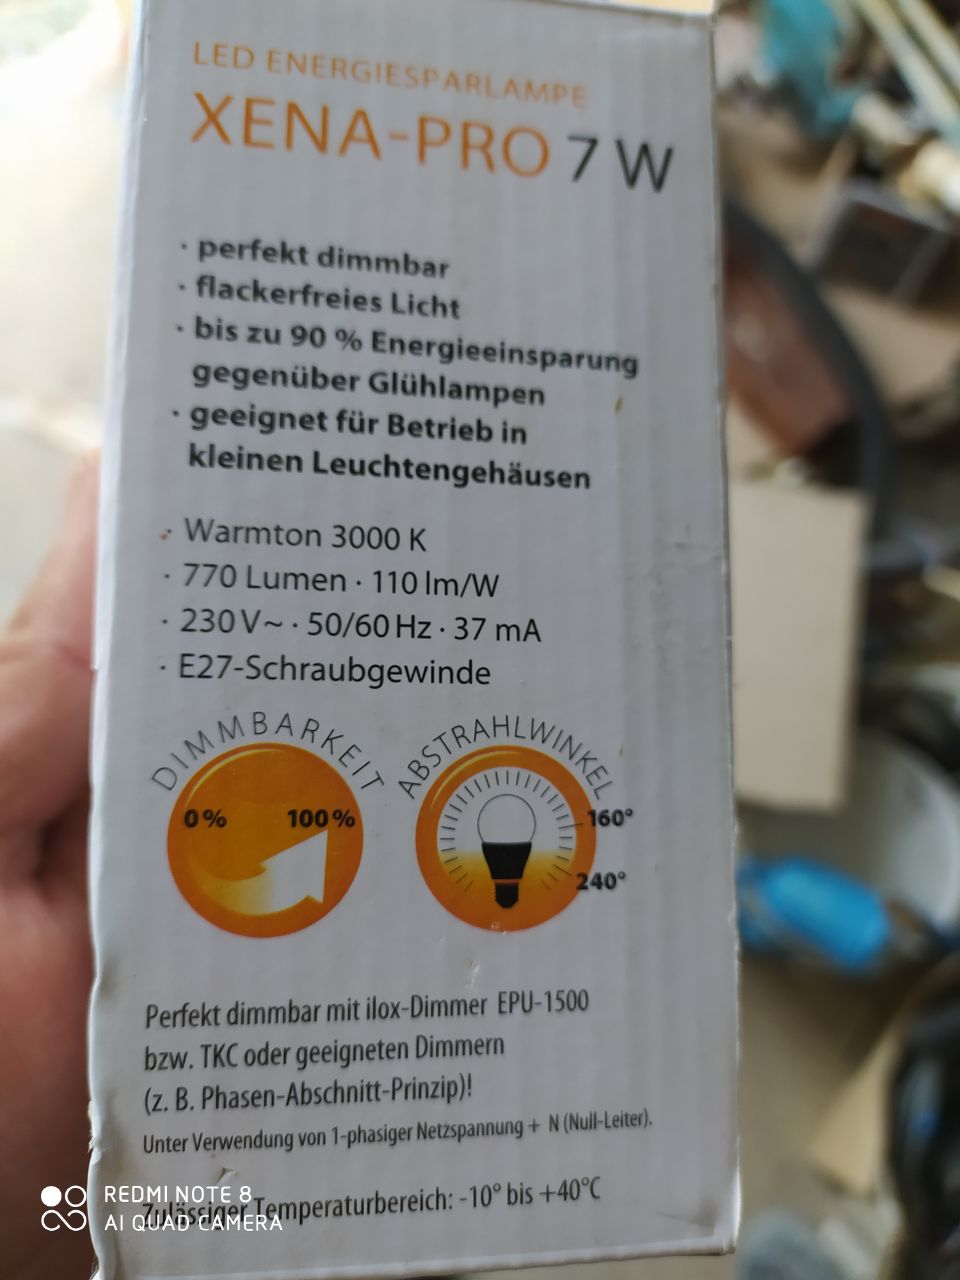 LED ENERGIESPARLAMPE
XENA-PRO 7 W
· perfekt dimmbar
· flackerfreies Licht
· bis zu 90 % Energieeinsparung
gegenüber Glühlampen
· geeignet für Betrieb in
kleinen Leuchtengehäusen
· Warmton 3000 K
· 770 Lumen · 110 lm/W
· 230 V~ · 50/60 Hz · 37 mA
· E27-Schraubgewinde
DIMMBARKEIT
0% 100%
ABSTRAHLWINKEL
160°
240°
Perfekt dimmbar mit ilox-Dimmer EPU-1500
bzw. TKC oder geeigneten Dimmern
(z. B. Phasen-Abschnitt-Prinzip)!
Unter Verwendung von 1-phasiger Netzspannung + N (Null-Leiter).
Zulässiger Temperaturbereich: -10° bis +40°C
REDMI NOTE 8
AI QUAD CAMERA